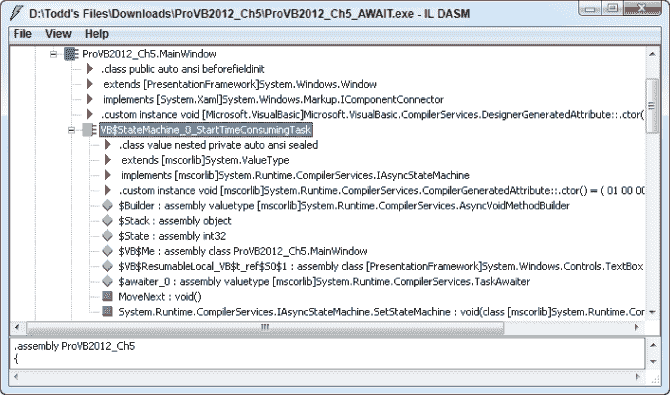 D:\Todd's Files\Downloads\ProVB2012_Ch5\ProVB2012_Ch5_AWAIT.exe - IL DASM
File View Help
ProVB2012_Ch5.MainWindow
.class public auto ansi beforefieldinit
extends [PresentationFramework]System.Windows.Window
implements [System.Xaml]System.Windows.Markup.IComponentConnector
.custom instance void [Microsoft.VisualBasic]Microsoft.VisualBasic.CompilerServices.DesignerGeneratedAttribute::.ctor()
VB$StateMachine_0_StartTimeConsumingTask
.class value nested private auto ansi sealed
extends [mscorlib]System.ValueType
implements [mscorlib]System.Runtime.CompilerServices.IAsyncStateMachine
.custom instance void [mscorlib]System.Runtime.CompilerServices.CompilerGeneratedAttribute::.ctor() = ( 01 00 00
$Builder : assembly valuetype [mscorlib]System.Runtime.CompilerServices.AsyncVoidMethodBuilder
$Stack : assembly object
$State : assembly int32
$VB$Me : assembly class ProVB2012_Ch5.MainWindow
$VB$ResumableLocal_VB$t_ref$S0$1 : assembly class [PresentationFramework]System.Windows.Controls.TextBox
$awaiter_0 : assembly valuetype [mscorlib]System.Runtime.CompilerServices.TaskAwaiter
MoveNext : void()
System.Runtime.CompilerServices.IAsyncStateMachine.SetStateMachine : void(class [mscorlib]System.Runtime.Com
.assembly ProVB2012_Ch5
{